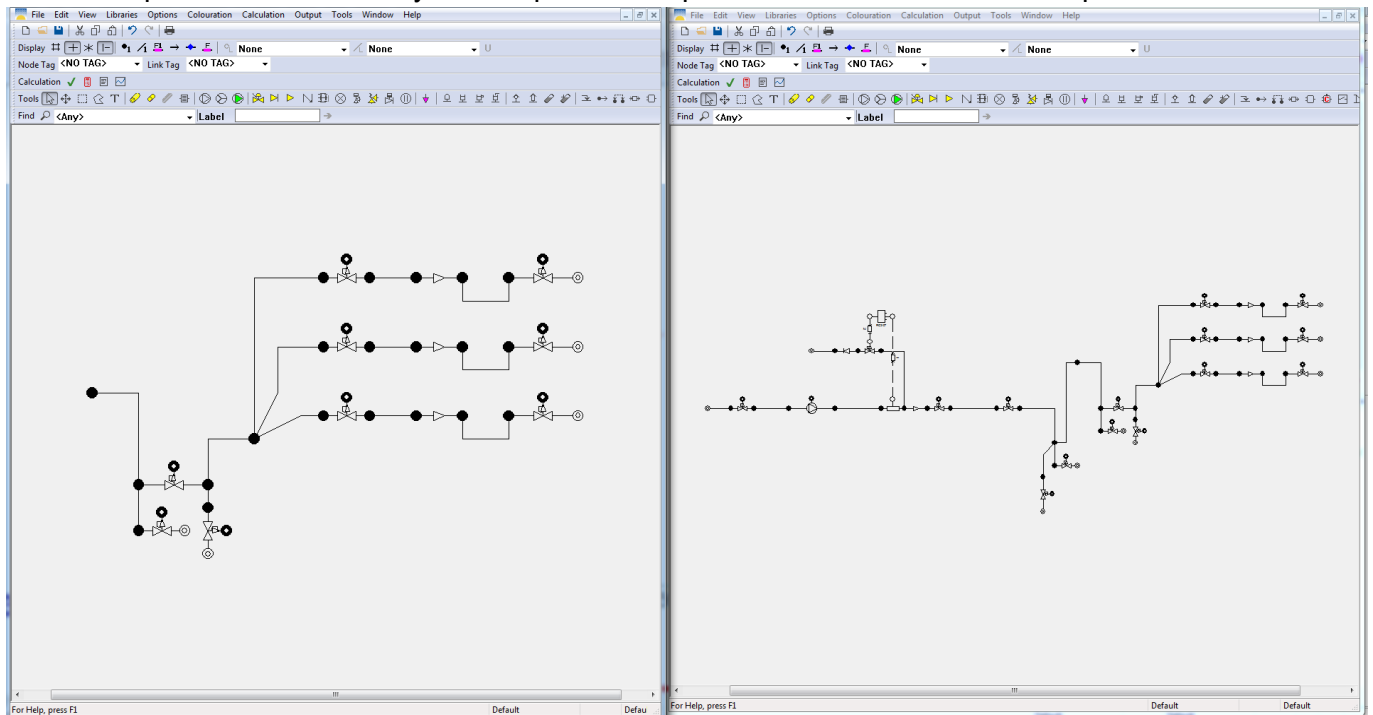 File Edit View Libraries Options Colouration Calculation Output Tools Window Help
Display None None U
Node Tag <NO TAG> Link Tag <NO TAG>
Calculation
Tools T
Find <Any> Label
For Help, press F1 Default Defau
File Edit View Libraries Options Colouration Calculation Output Tools Window Help
Display None None U
Node Tag <NO TAG> Link Tag <NO TAG>
Calculation
Tools T
Find <Any> Label
For Help, press F1 Default Default